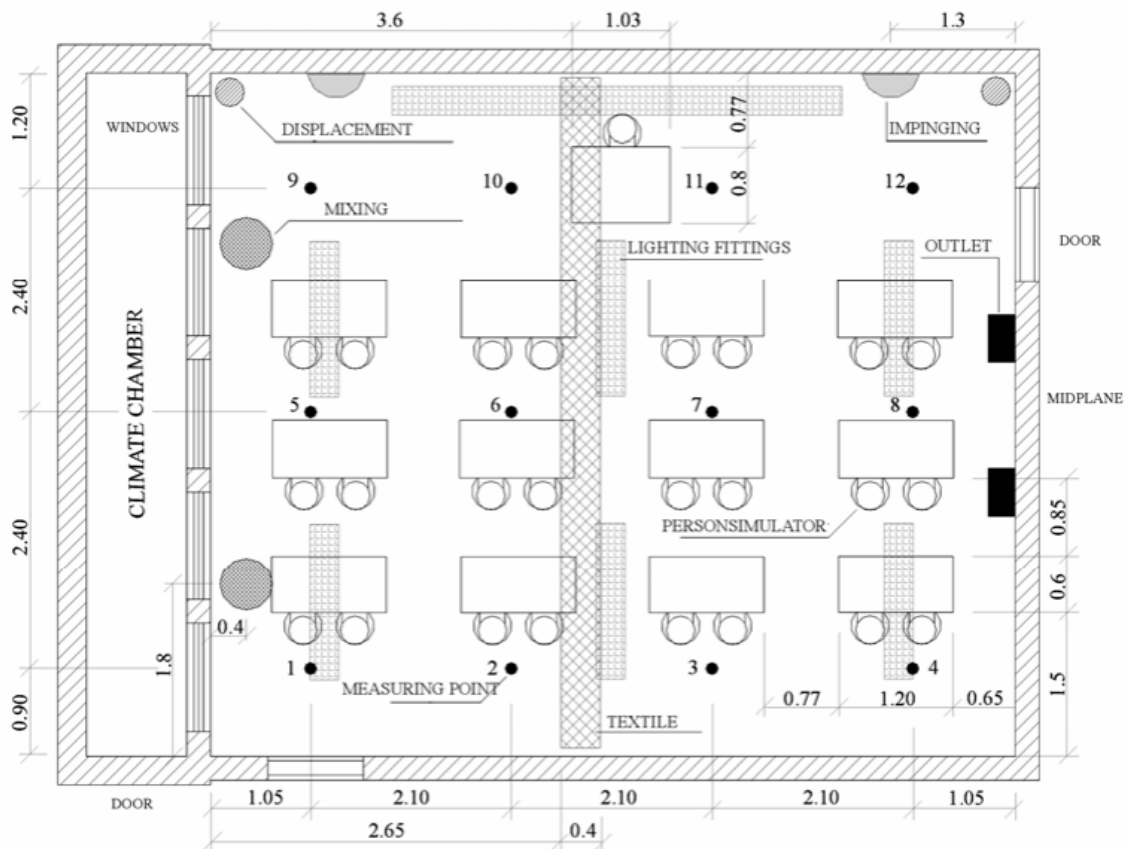 3.6
1.03
1.3
1.20
WINDOWS
DISPLACEMENT
0.77
IMPINGING
9
10
11
12
0.8
MIXING
LIGHTING FITTINGS
OUTLET
DOOR
2.40
CLIMATE CHAMBER
5
6
7
8
MIDPLANE
2.40
PERSONSIMULATOR
0.85
0.6
0.4
1.8
1
2
3
4
MEASURING POINT
0.77
1.20
0.65
1.5
0.90
TEXTILE
DOOR
1.05
2.10
2.10
2.10
1.05
2.65
0.4